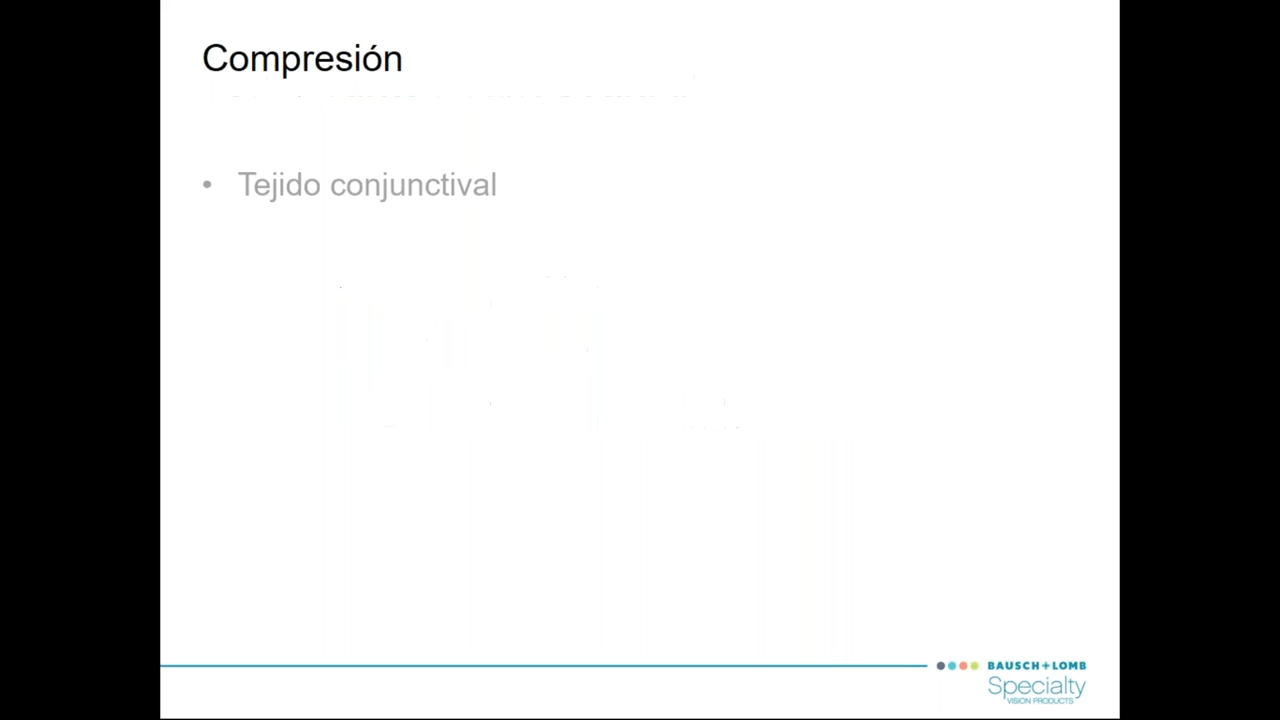 Compresión
• Tejido conjunctival
BAUSCH + LOMB
Specialty
VISION PRODUCTS